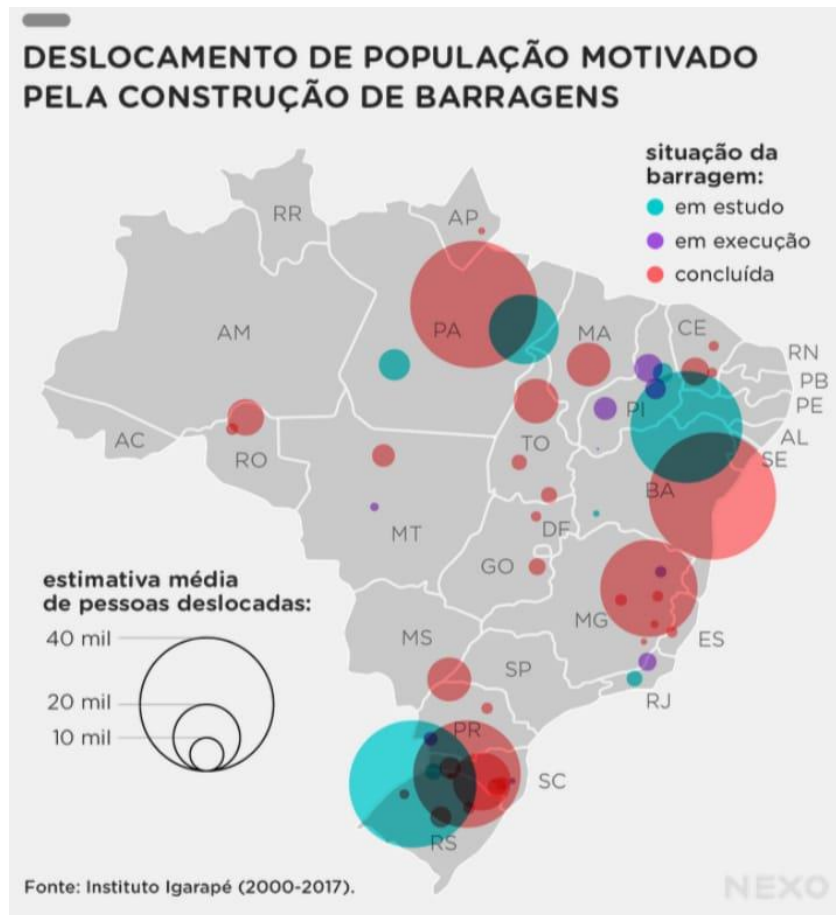 DESLOCAMENTO DE POPULAÇÃO MOTIVADO
PELA CONSTRUÇÃO DE BARRAGENS
situação da
barragem:
em estudo
em execução
concluída
RR
AP
AM
PA
MA
CE
RN
PB
PE
AL
SE
PI
AC
RO
TO
BA
MT
DF
GO
MG
ES
MS
SP
RJ
PR
SC
RS
estimativa média
de pessoas deslocadas:
40 mil
20 mil
10 mil
Fonte: Instituto Igarapé (2000-2017).
NEXO